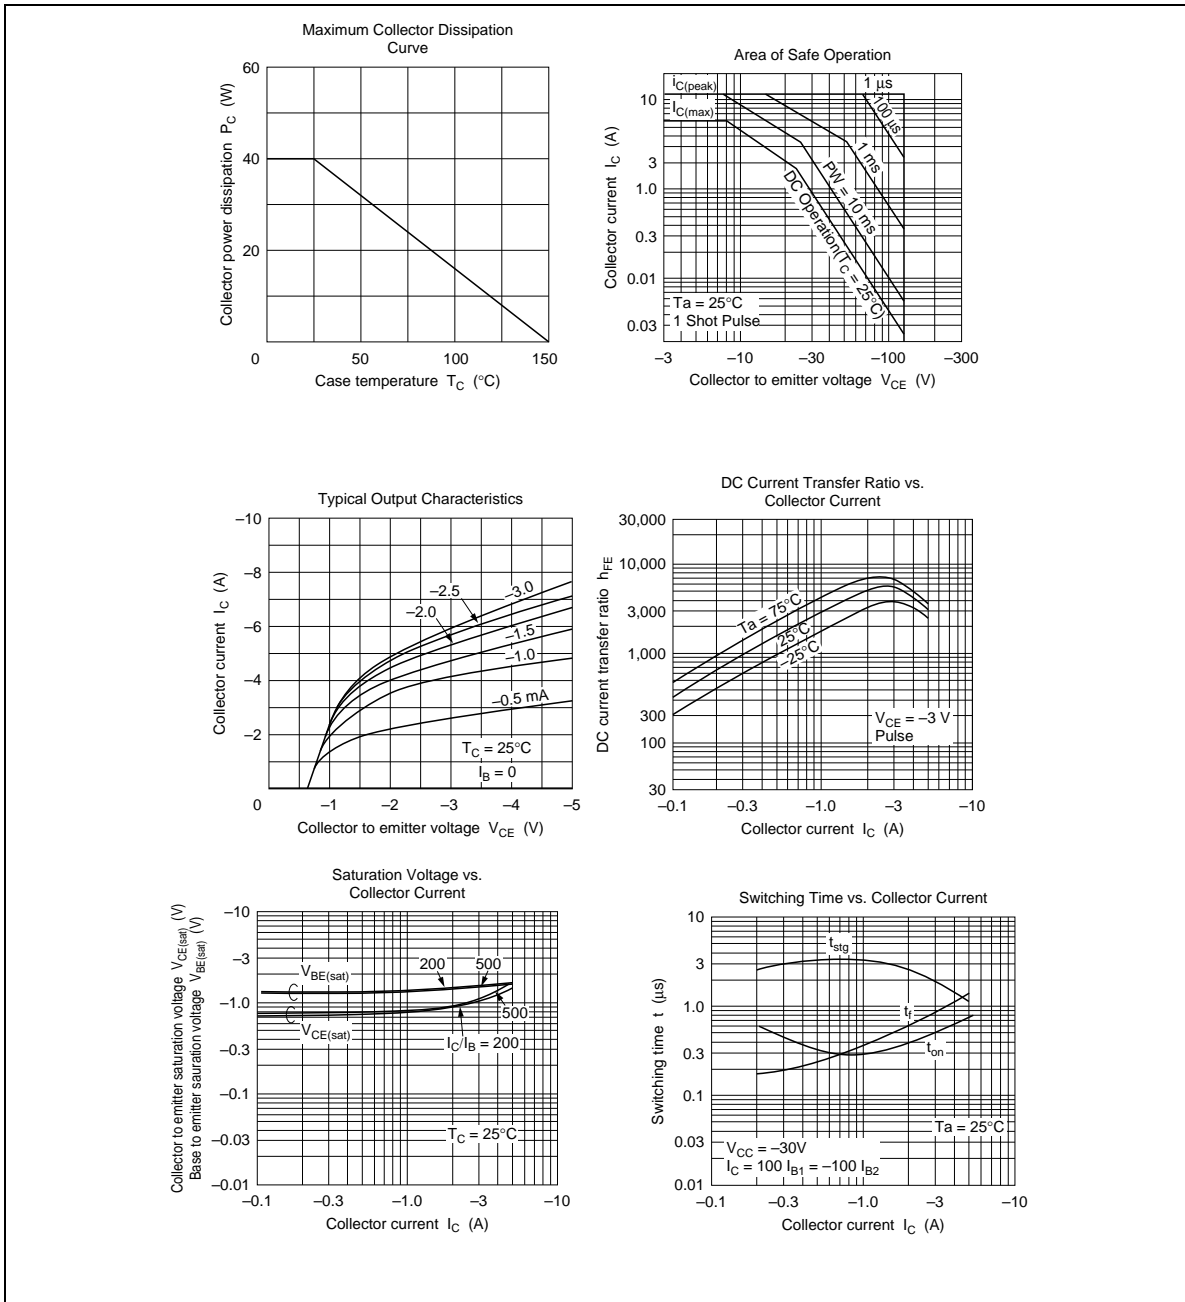 Maximum Collector Dissipation
Curve
60
40
20
0
50
100
150
Collector power dissipation P_C (W)
Case temperature T_C (°C)
Area of Safe Operation
i_C(peak)
I_C(max)
1 μs
100 μs
1 ms
PW = 10 ms
DC Operation(T_C = 25°C)
Ta = 25°C
1 Shot Pulse
10
3
1.0
0.3
0.01
0.03
–3
–10
–30
–100
–300
Collector current I_C (A)
Collector to emitter voltage V_CE (V)
Typical Output Characteristics
–10
–8
–6
–4
–2
0
–1
–2
–3
–4
–5
–3.0
–2.5
–2.0
–1.5
–1.0
–0.5 mA
T_C = 25°C
I_B = 0
Collector current I_C (A)
Collector to emitter voltage V_CE (V)
DC Current Transfer Ratio vs.
Collector Current
30,000
10,000
3,000
1,000
300
100
30
–0.1
–0.3
–1.0
–3
–10
Ta = 75°C
25°C
–25°C
V_CE = –3 V
Pulse
DC current transfer ratio h_FE
Collector current I_C (A)
Saturation Voltage vs.
Collector Current
–10
–3
–1.0
–0.3
–0.1
–0.03
–0.01
–0.1
–0.3
–1.0
–3
–10
V_BE(sat)
200
500
V_CE(sat)
500
I_C/I_B = 200
T_C = 25°C
Collector to emitter saturation voltage V_CE(sat) (V)
Base to emitter sauration voltage V_BE(sat) (V)
Collector current I_C (A)
Switching Time vs. Collector Current
10
3
1.0
0.3
0.1
0.03
0.01
–0.1
–0.3
–1.0
–3
–10
t_stg
t_f
t_on
Ta = 25°C
V_CC = –30V
I_C = 100 I_B1 = –100 I_B2
Switching time t (μs)
Collector current I_C (A)